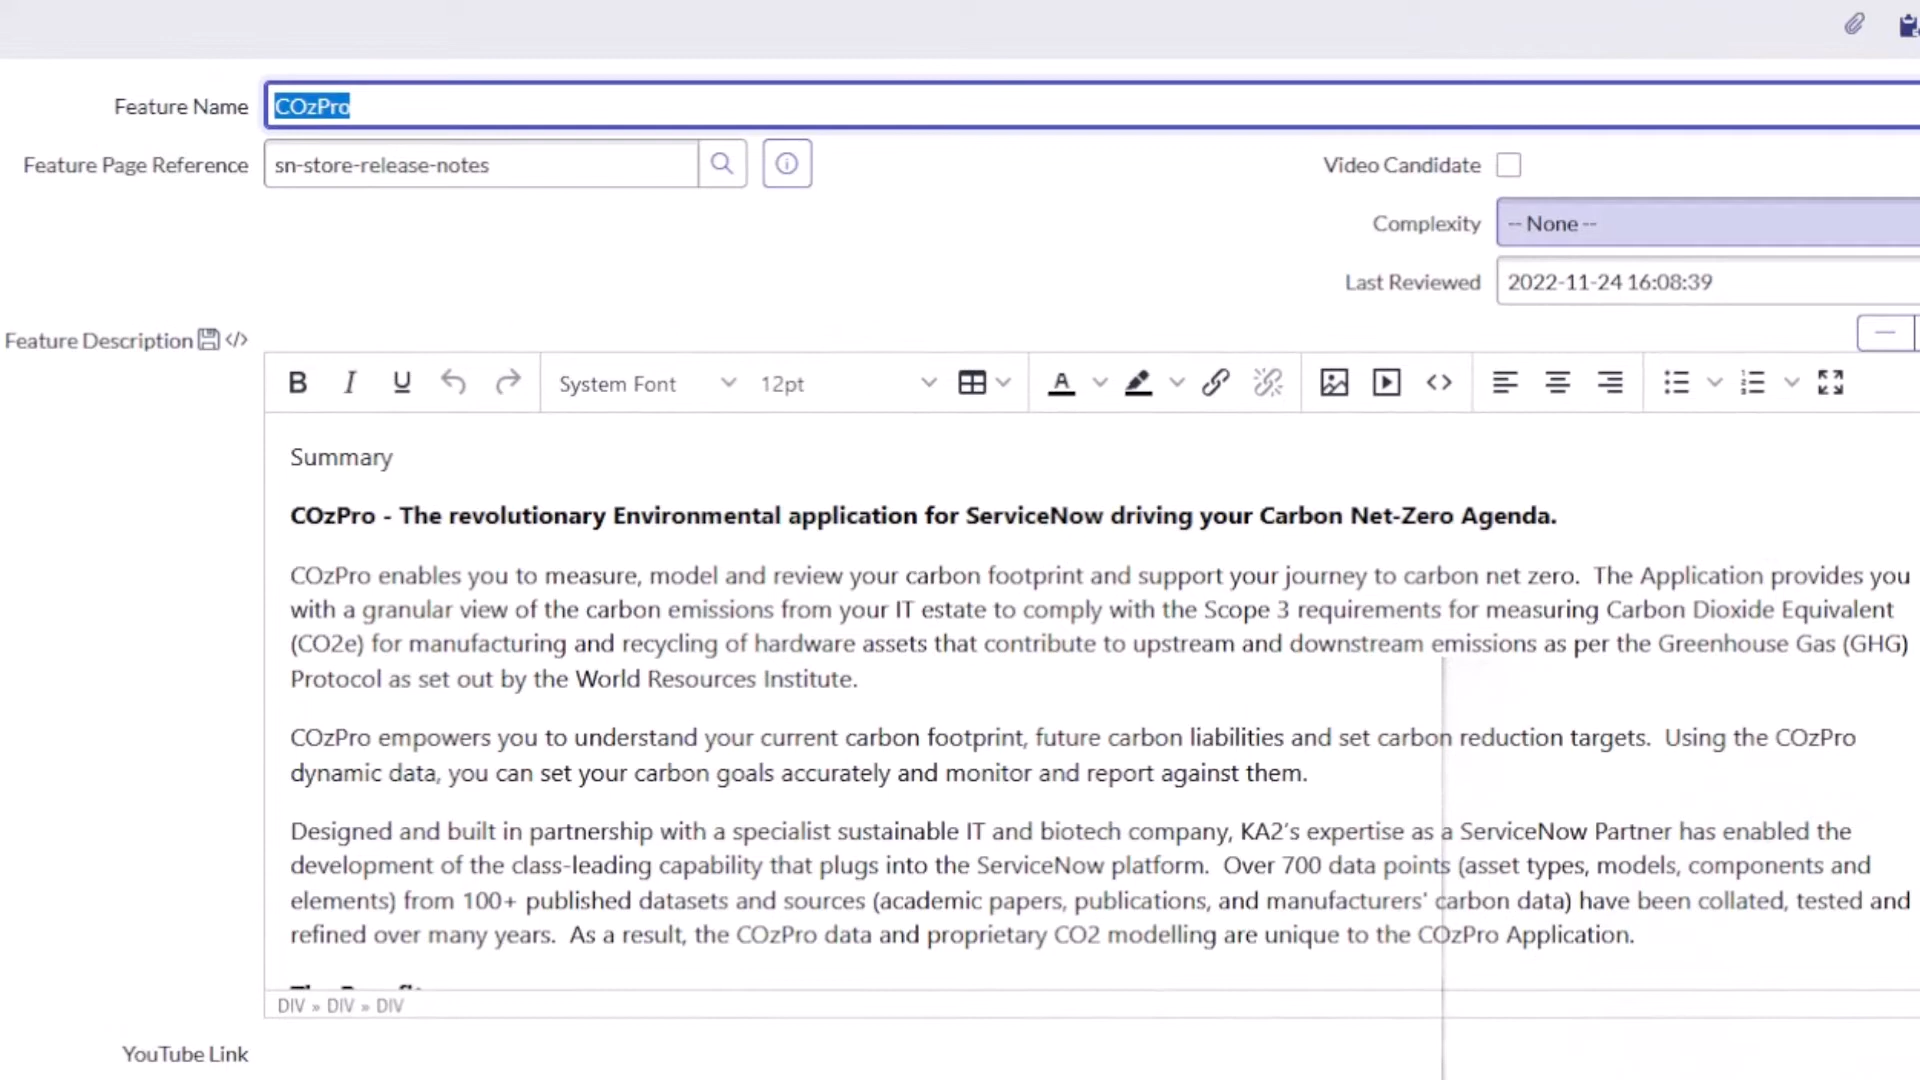 Feature Name COzPro
Feature Page Reference sn-store-release-notes
Video Candidate
Complexity -- None --
Last Reviewed 2022-11-24 16:08:39
Feature Description
B I U System Font 12pt A
Summary
COzPro - The revolutionary Environmental application for ServiceNow driving your Carbon Net-Zero Agenda.
COzPro enables you to measure, model and review your carbon footprint and support your journey to carbon net zero. The Application provides you
with a granular view of the carbon emissions from your IT estate to comply with the Scope 3 requirements for measuring Carbon Dioxide Equivalent
(CO2e) for manufacturing and recycling of hardware assets that contribute to upstream and downstream emissions as per the Greenhouse Gas (GHG)
Protocol as set out by the World Resources Institute.
COzPro empowers you to understand your current carbon footprint, future carbon liabilities and set carbon reduction targets. Using the COzPro
dynamic data, you can set your carbon goals accurately and monitor and report against them.
Designed and built in partnership with a specialist sustainable IT and biotech company, KA2’s expertise as a ServiceNow Partner has enabled the
development of the class-leading capability that plugs into the ServiceNow platform. Over 700 data points (asset types, models, components and
elements) from 100+ published datasets and sources (academic papers, publications, and manufacturers’ carbon data) have been collated, tested and
refined over many years. As a result, the COzPro data and proprietary CO2 modelling are unique to the COzPro Application.
DIV » DIV » DIV
YouTube Link